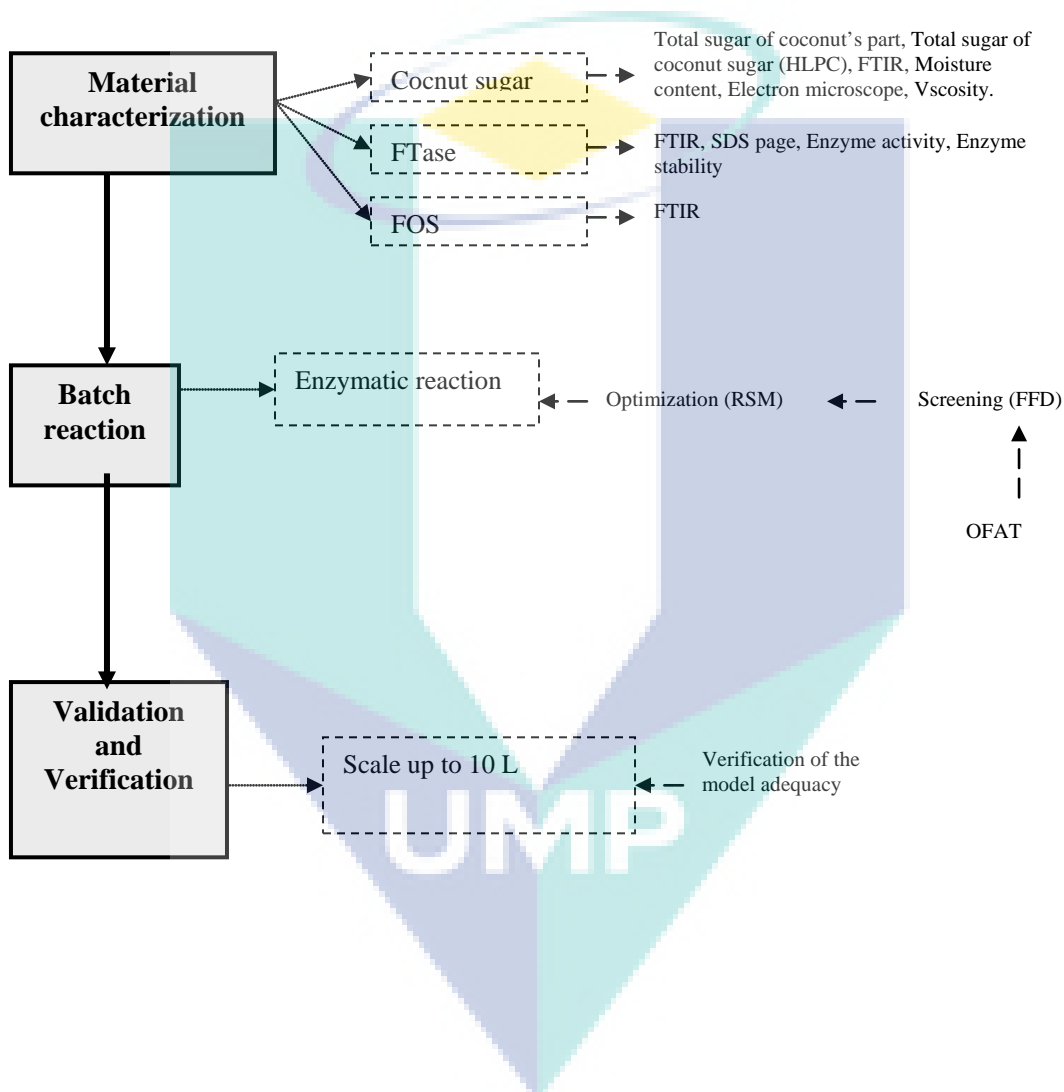 Material
characterization
Cocnut sugar
Total sugar of coconut's part, Total sugar of
coconut sugar (HLPC), FTIR, Moisture
content, Electron microscope, Vscosity.
FTase
FTIR, SDS page, Enzyme activity, Enzyme
stability
FOS
FTIR
Batch
reaction
Enzymatic reaction
Optimization (RSM)
Screening (FFD)
OFAT
Validation
and
Verification
Scale up to 10 L
Verification of the
model adequacy
UMP